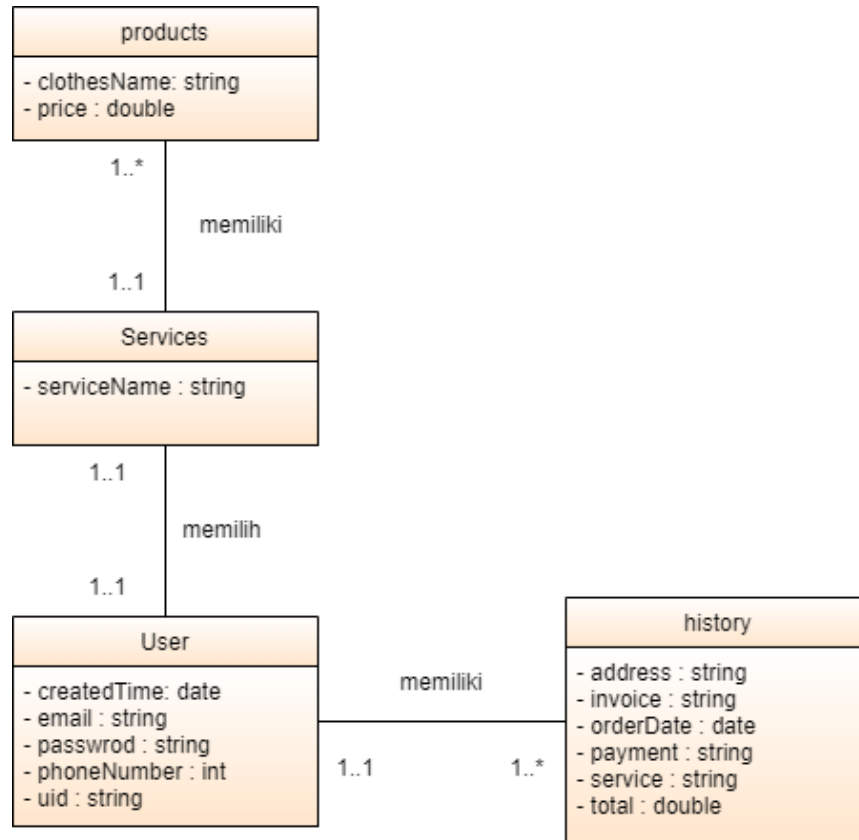 products
- clothesName: string
- price : double
1..*
memiliki
1..1
Services
- serviceName : string
1..1
memilih
1..1
User
- createdTime: date
- email : string
- passwrod : string
- phoneNumber : int
- uid : string
memiliki
1..1
1..*
history
- address : string
- invoice : string
- orderDate : date
- payment : string
- service : string
- total : double